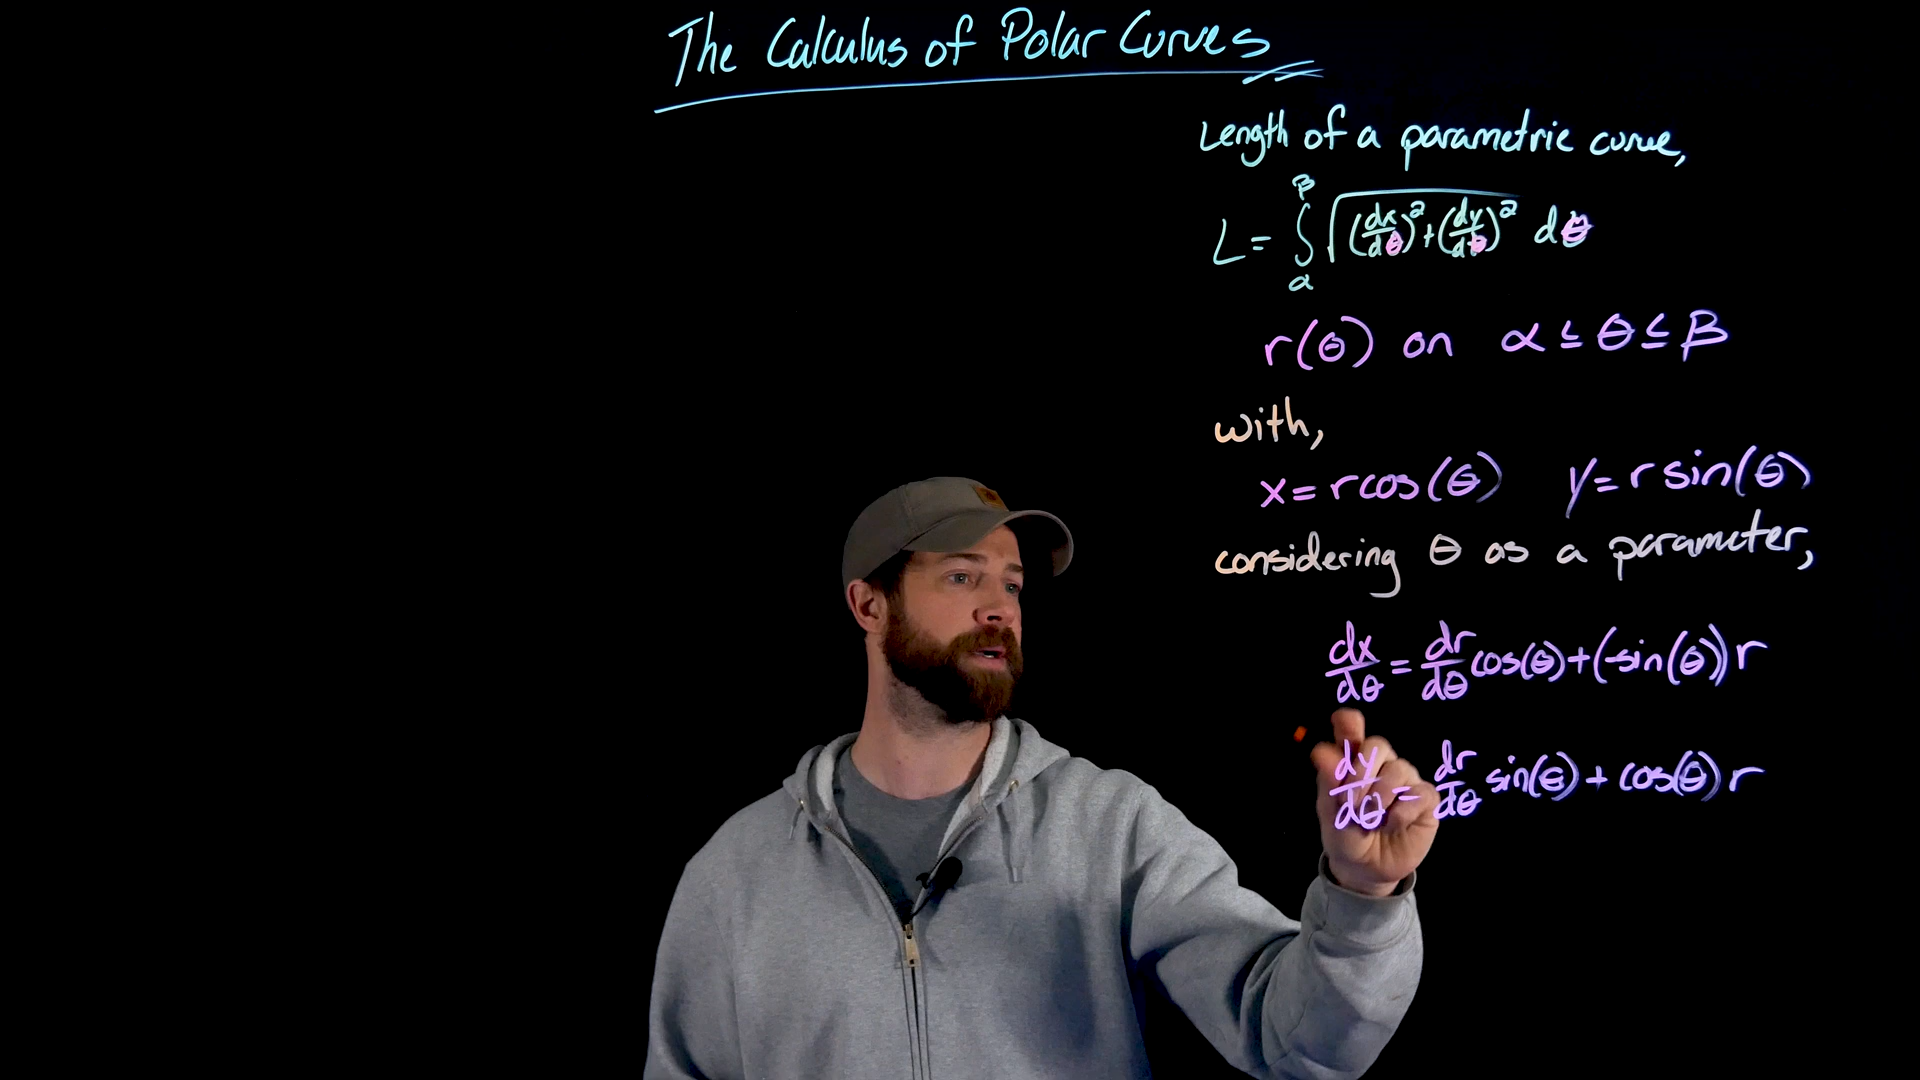 The Calculus of Polar Curves
Length of a parametric curve,
L = ∫_α^β √((dx/dθ)² + (dy/dθ)²) dθ
r(θ) on α ≤ θ ≤ β
with,
x = r cos(θ) y = r sin(θ)
considering θ as a parameter,
dx/dθ = dr/dθ cos(θ) + (-sin(θ)) r
dy/dθ = dr/dθ sin(θ) + cos(θ) r